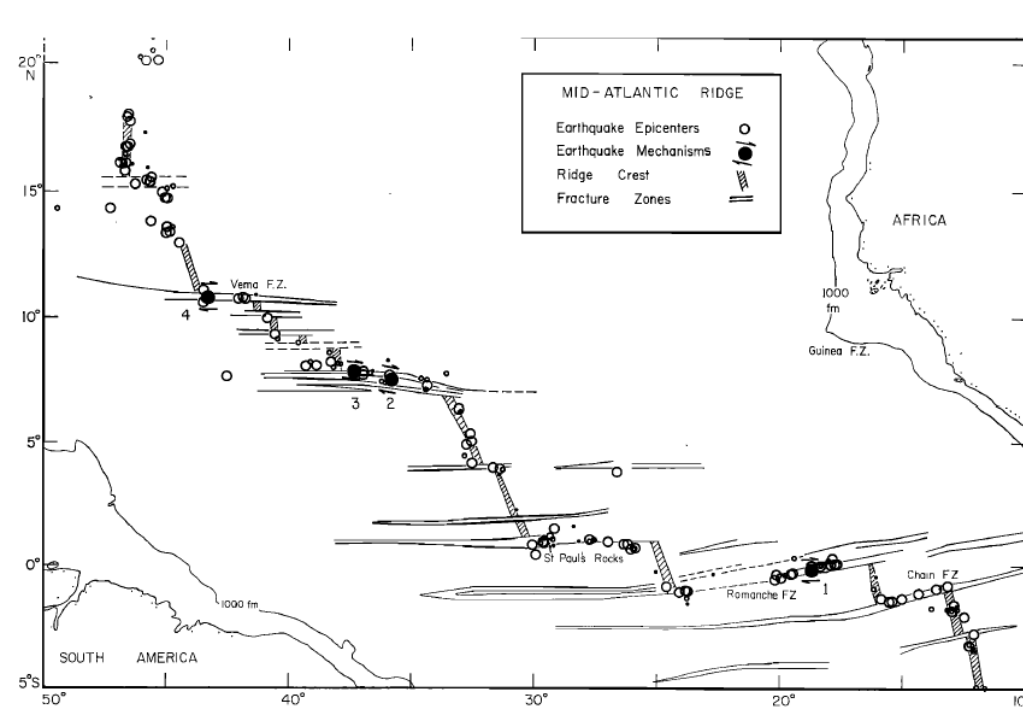 20°
N
MID-ATLANTIC RIDGE
Earthquake Epicenters
Earthquake Mechanisms
Ridge Crest
Fracture Zones
15°
AFRICA
Vema F.Z.
1000
fm
4
10°
Guinea F.Z.
3
2
5°
St Paul's Rocks
0°
Chain FZ
Romanche FZ
1
1000 fm
SOUTH AMERICA
5°S
50°
40°
30°
20°
10